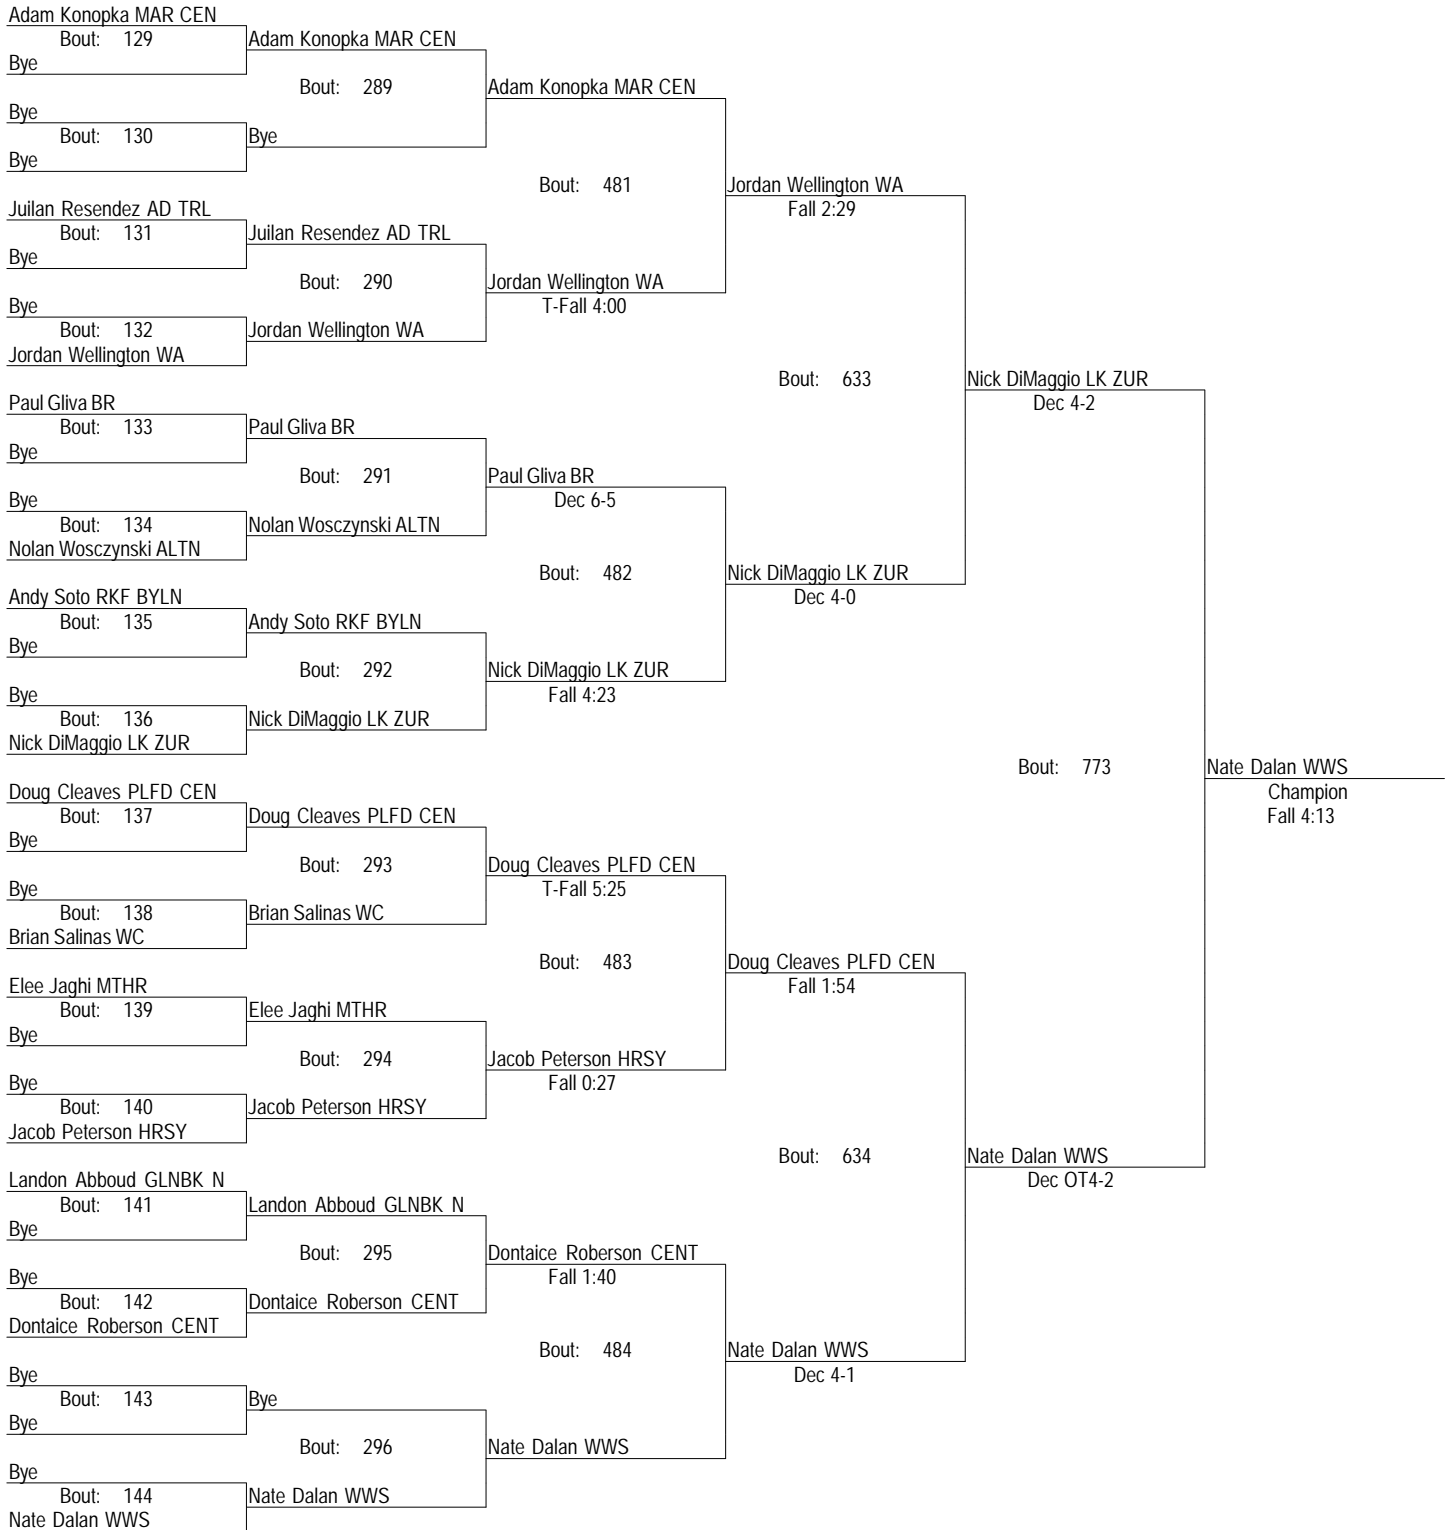 Adam Konopka MAR CEN
Bout: 129
Adam Konopka MAR CEN
Bye
Bout: 289
Adam Konopka MAR CEN
Bye
Bout: 130
Bye
Bye
Bout: 481
Jordan Wellington WA
Fall 2:29
Juilan Resendez AD TRL
Bout: 131
Juilan Resendez AD TRL
Bye
Bout: 290
Jordan Wellington WA
T-Fall 4:00
Bye
Bout: 132
Jordan Wellington WA
Jordan Wellington WA
Bout: 633
Nick DiMaggio LK ZUR
Dec 4-2
Paul Gliva BR
Bout: 133
Paul Gliva BR
Bye
Bout: 291
Paul Gliva BR
Dec 6-5
Bye
Bout: 134
Nolan Wosczynski ALTN
Nolan Wosczynski ALTN
Bout: 482
Nick DiMaggio LK ZUR
Dec 4-0
Andy Soto RKF BYLN
Bout: 135
Andy Soto RKF BYLN
Bye
Bout: 292
Nick DiMaggio LK ZUR
Fall 4:23
Bye
Bout: 136
Nick DiMaggio LK ZUR
Nick DiMaggio LK ZUR
Bout: 773
Nate Dalan WWS
Champion
Fall 4:13
Doug Cleaves PLFD CEN
Bout: 137
Doug Cleaves PLFD CEN
Bye
Bout: 293
Doug Cleaves PLFD CEN
T-Fall 5:25
Bye
Bout: 138
Brian Salinas WC
Brian Salinas WC
Bout: 483
Doug Cleaves PLFD CEN
Fall 1:54
Elee Jaghi MTHR
Bout: 139
Elee Jaghi MTHR
Bye
Bout: 294
Jacob Peterson HRSY
Fall 0:27
Bye
Bout: 140
Jacob Peterson HRSY
Jacob Peterson HRSY
Bout: 634
Nate Dalan WWS
Dec OT4-2
Landon Abboud GLNBK N
Bout: 141
Landon Abboud GLNBK N
Bye
Bout: 295
Dontaice Roberson CENT
Fall 1:40
Bye
Bout: 142
Dontaice Roberson CENT
Dontaice Roberson CENT
Bout: 484
Nate Dalan WWS
Dec 4-1
Bye
Bout: 143
Bye
Bye
Bout: 296
Nate Dalan WWS
Bye
Bout: 144
Nate Dalan WWS
Nate Dalan WWS